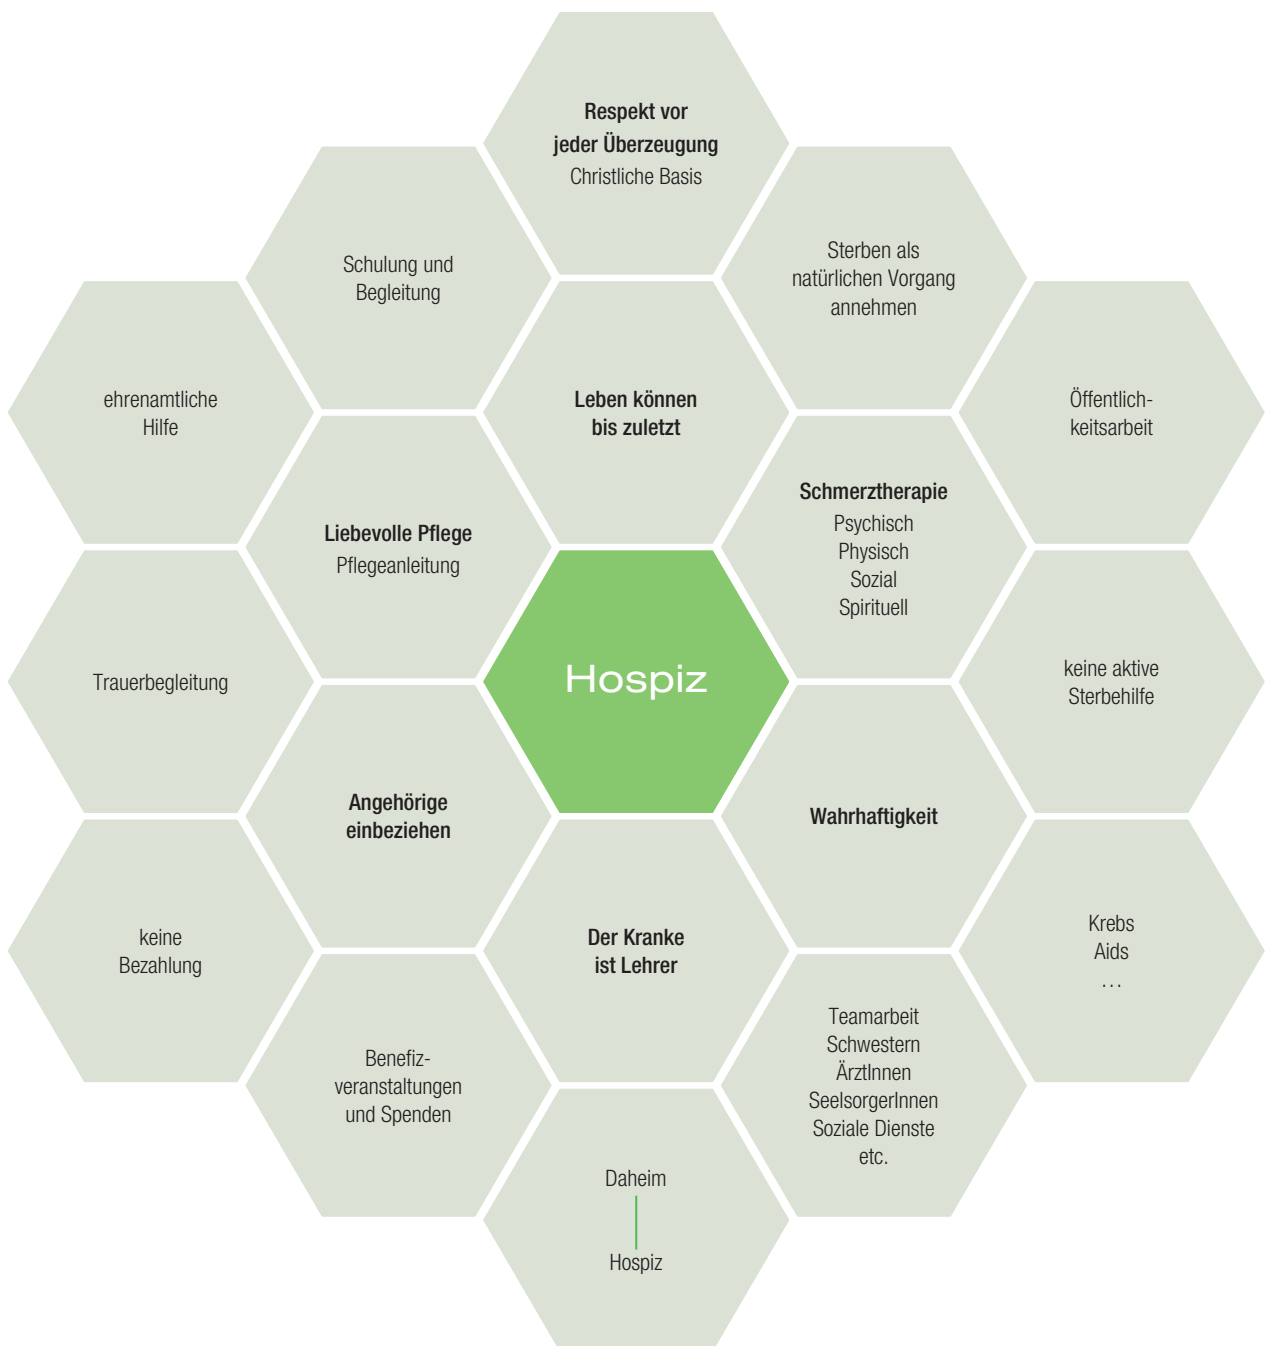 Respekt vor
jeder Überzeugung
Christliche Basis
Schulung und
Begleitung
Sterben als
natürlichen Vorgang
annehmen
ehrenamtliche
Hilfe
Leben können
bis zuletzt
Öffentlich-
keitsarbeit
Liebevolle Pflege
Pflegeanleitung
Schmerztherapie
Psychisch
Physisch
Sozial
Spirituell
Trauerbegleitung
Hospiz
keine aktive
Sterbehilfe
Angehörige
einbeziehen
Wahrhaftigkeit
keine
Bezahlung
Der Kranke
ist Lehrer
Krebs
Aids
...
Benefiz-
veranstaltungen
und Spenden
Teamarbeit
Schwestern
ÄrztInnen
SeelsorgerInnen
Soziale Dienste
etc.
Daheim
Hospiz